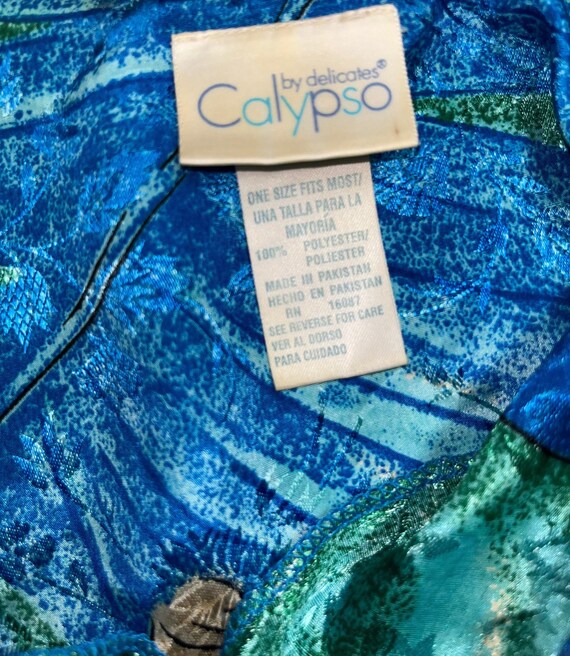 by delicates®
Calypso
ONE SIZE FITS MOST/
UNA TALLA PARA LA
MAYORÍA
100% POLYESTER/
POLIESTER
MADE IN PAKISTAN
HECHO EN PAKISTAN
RN 16087
SEE REVERSE FOR CARE
VER AL DORSO
PARA CUIDADO